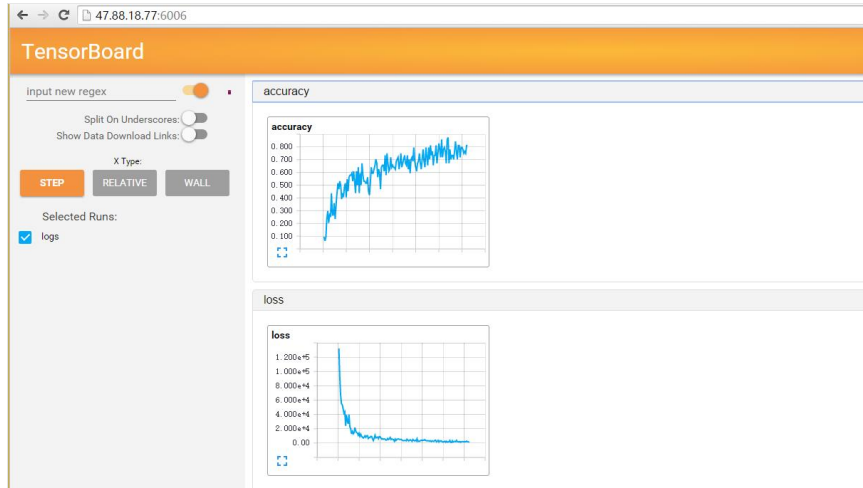 47.88.18.77:6006
TensorBoard
input new regex
Split On Underscores:
Show Data Download Links:
X Type:
STEP RELATIVE WALL
Selected Runs:
logs
accuracy
accuracy
0.800
0.700
0.600
0.500
0.400
0.300
0.200
0.100
loss
loss
1.200e+5
1.000e+5
8.000e+4
6.000e+4
4.000e+4
2.000e+4
0.00